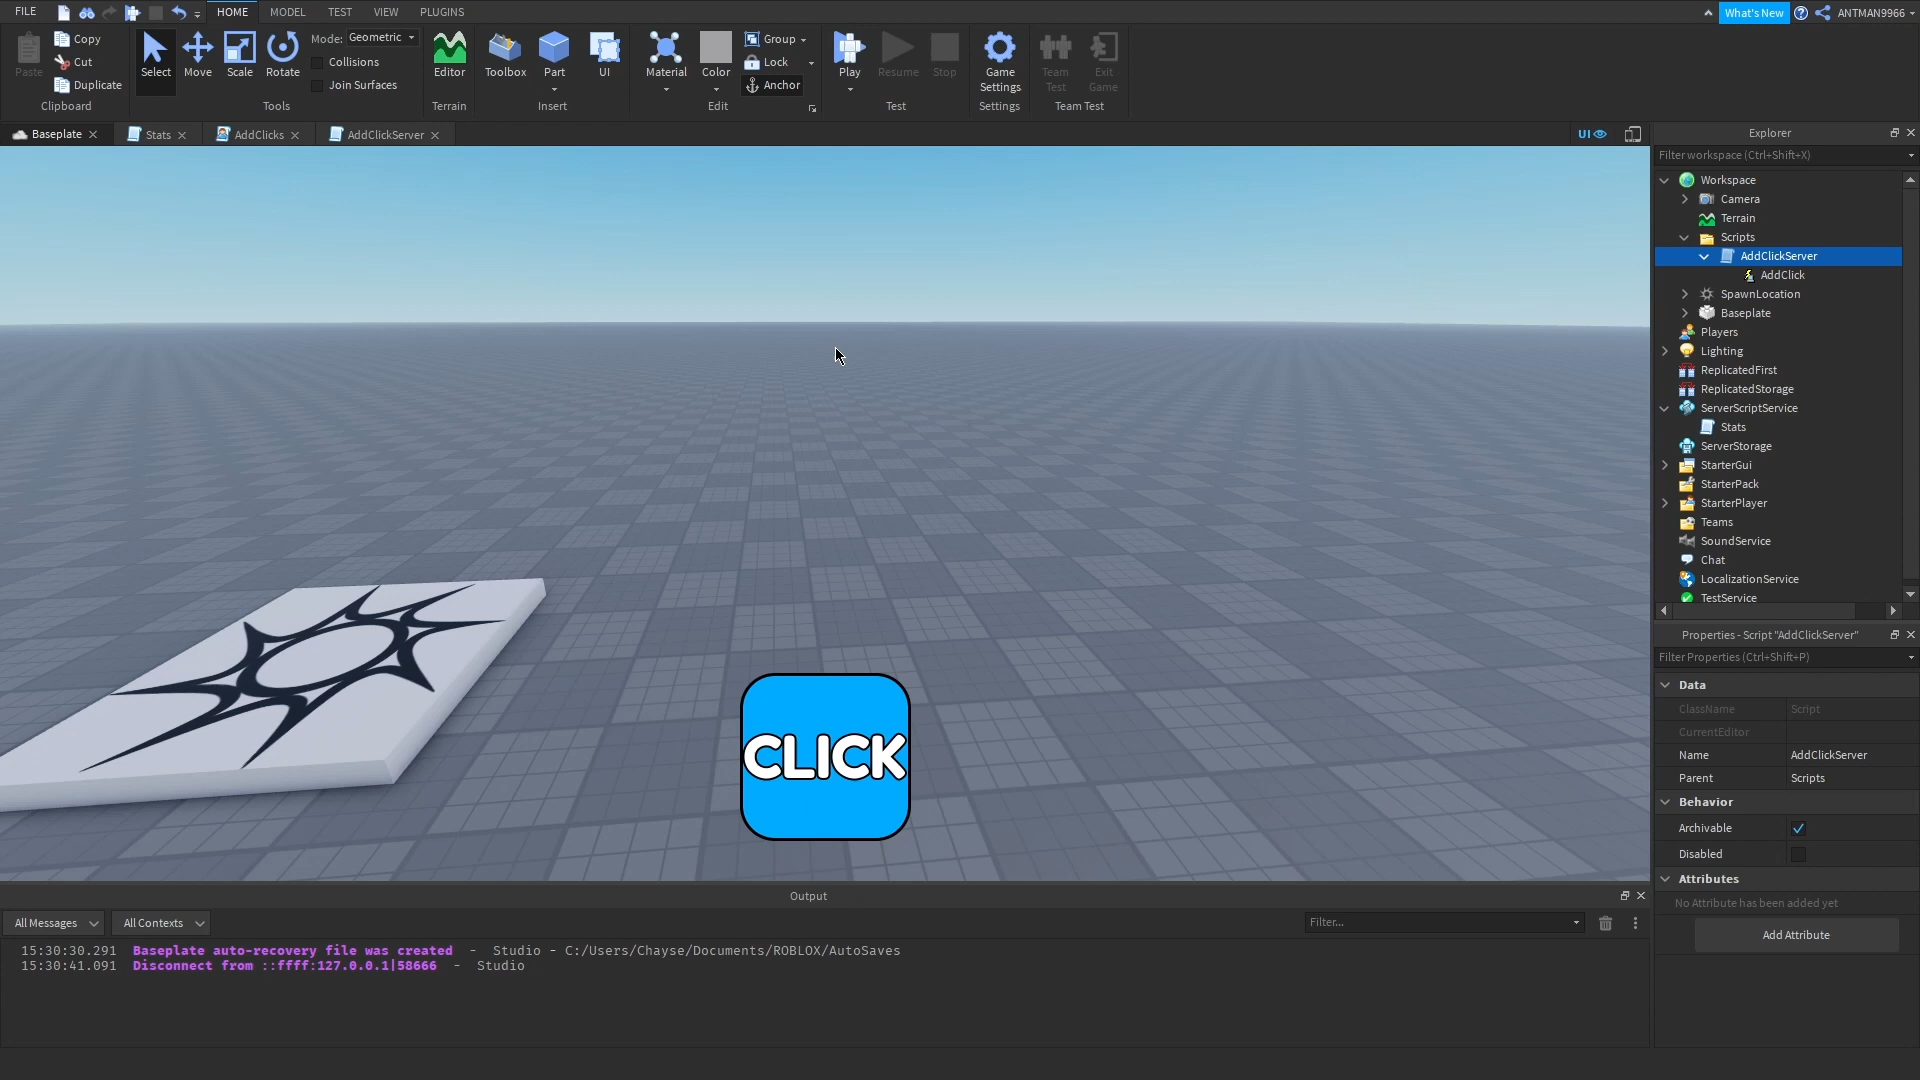 FILE HOME MODEL TEST VIEW PLUGINS What's New ANTMAN9966
Paste Copy Cut Duplicate Clipboard
Select Move Scale Rotate Mode: Geometric Collisions Join Surfaces Tools
Editor Terrain
Toolbox Part UI Insert
Material Color Group Lock Anchor Edit
Play Resume Stop Test
Game Settings Settings
Team Test Exit Game Team Test
Baseplate Stats AddClicks AddClickServer UI
CLICK
Explorer
Filter workspace (Ctrl+Shift+X)
Workspace
Camera
Terrain
Scripts
AddClickServer
AddClick
SpawnLocation
Baseplate
Players
Lighting
ReplicatedFirst
ReplicatedStorage
ServerScriptService
Stats
ServerStorage
StarterGui
StarterPack
StarterPlayer
Teams
SoundService
Chat
LocalizationService
TestService
Properties - Script "AddClickServer"
Filter Properties (Ctrl+Shift+P)
Data
ClassName Script
CurrentEditor
Name AddClickServer
Parent Scripts
Behavior
Archivable
Disabled
Attributes
No Attribute has been added yet
Add Attribute
Output
All Messages All Contexts Filter...
15:30:30.291 Baseplate auto-recovery file was created - Studio - C:/Users/Chayse/Documents/ROBLOX/AutoSaves
15:30:41.091 Disconnect from ::ffff:127.0.0.1|58666 - Studio